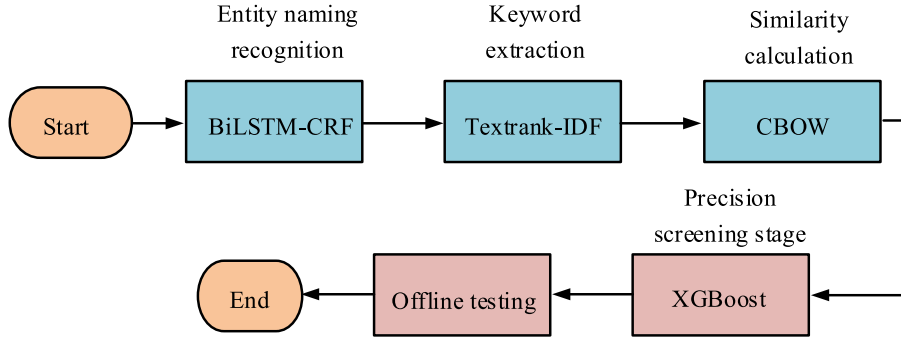 Entity naming
recognition
Keyword
extraction
Similarity
calculation
Start
BiLSTM-CRF
Textrank-IDF
CBOW
Precision
screening stage
End
Offline testing
XGBoost